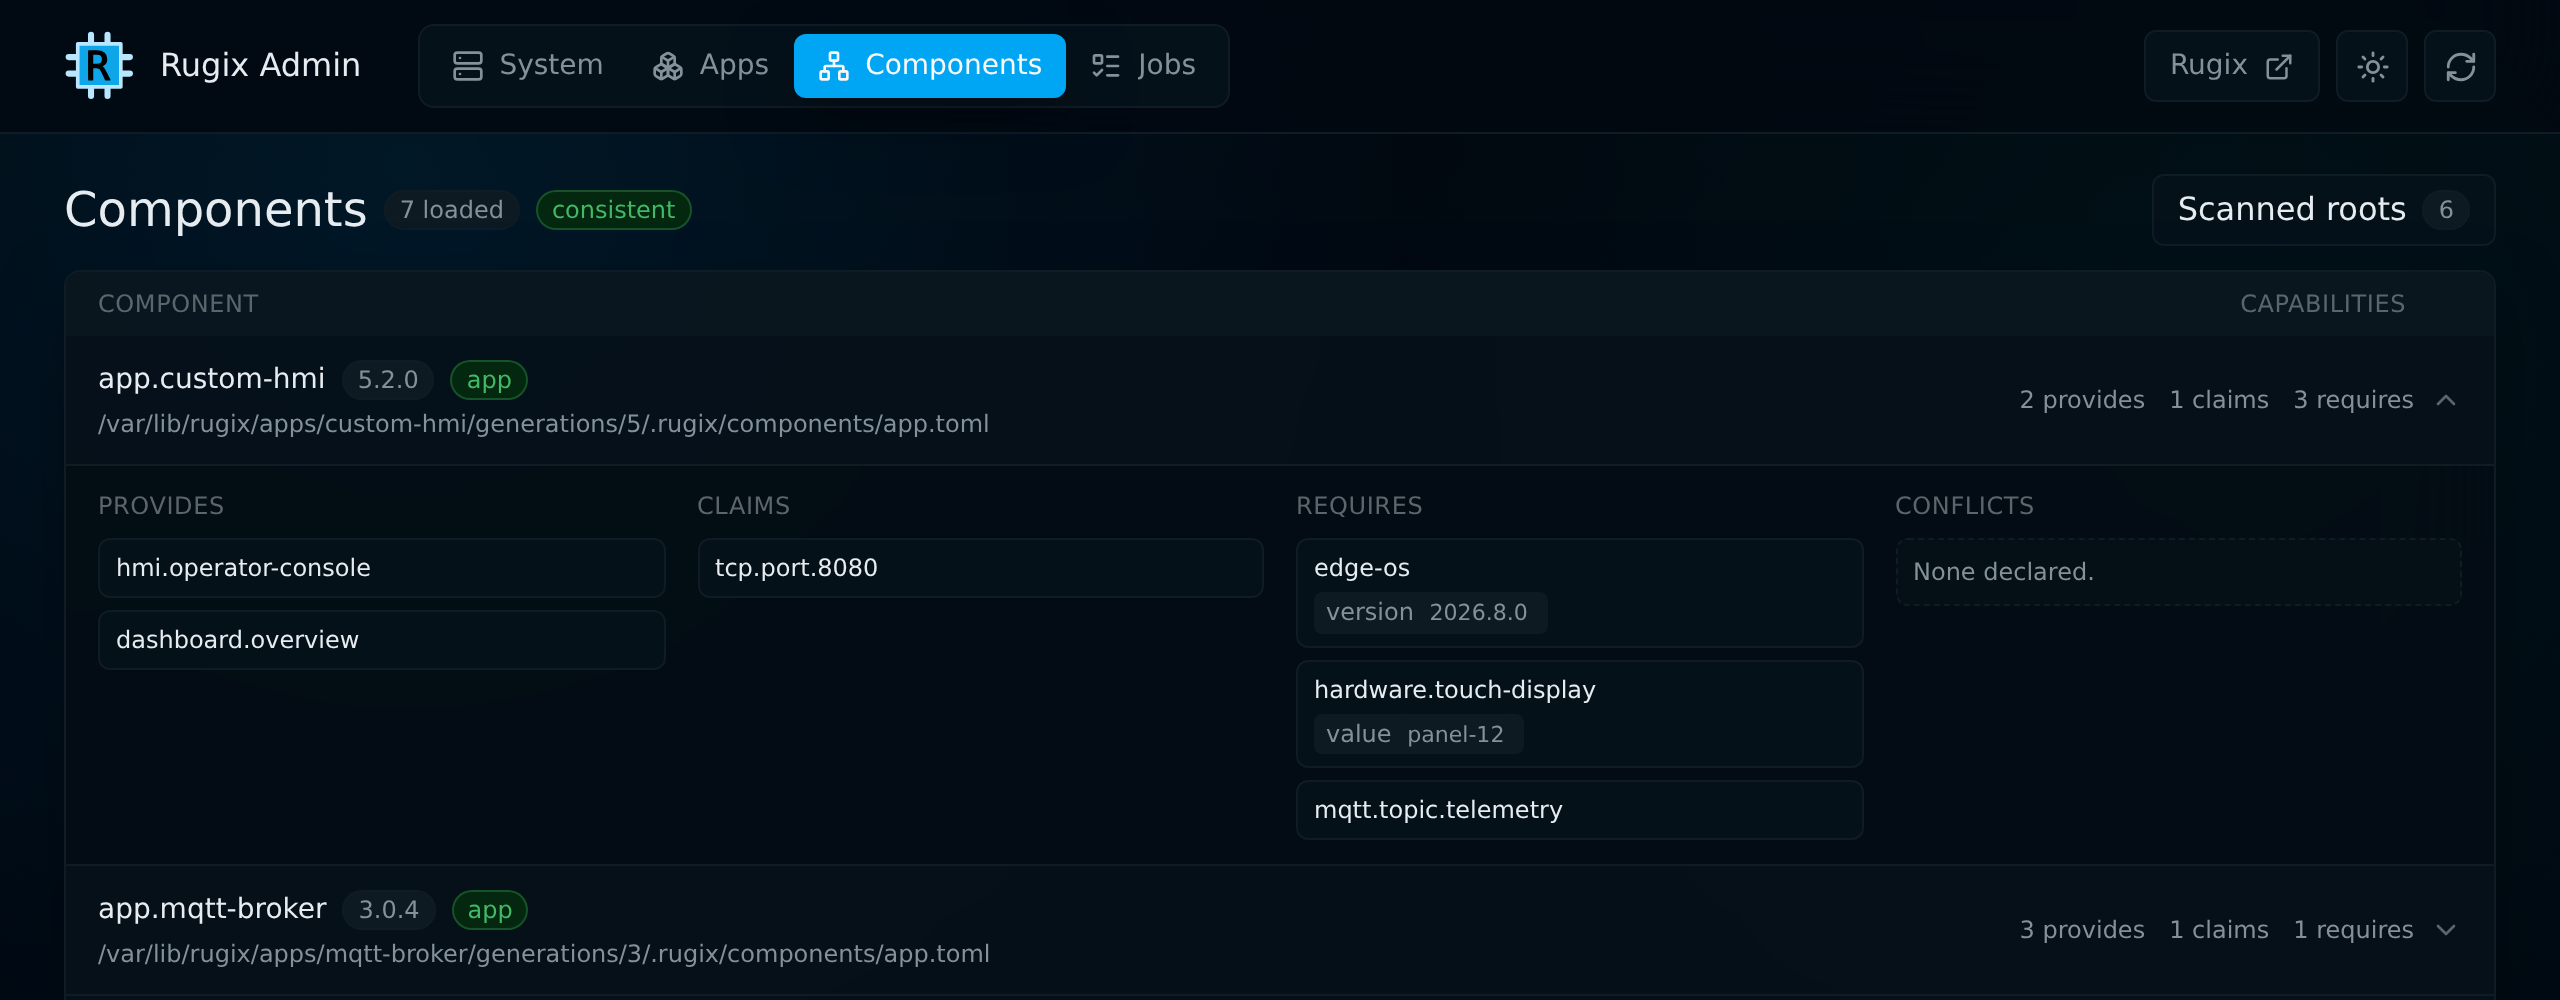 R Rugix Admin System Apps Components Jobs Rugix
Components 7 loaded consistent Scanned roots 6
COMPONENT CAPABILITIES
app.custom-hmi 5.2.0 app
/var/lib/rugix/apps/custom-hmi/generations/5/.rugix/components/app.toml
2 provides 1 claims 3 requires
PROVIDES CLAIMS REQUIRES CONFLICTS
hmi.operator-console
dashboard.overview
tcp.port.8080
edge-os
version 2026.8.0
hardware.touch-display
value panel-12
mqtt.topic.telemetry
None declared.
app.mqtt-broker 3.0.4 app
/var/lib/rugix/apps/mqtt-broker/generations/3/.rugix/components/app.toml
3 provides 1 claims 1 requires